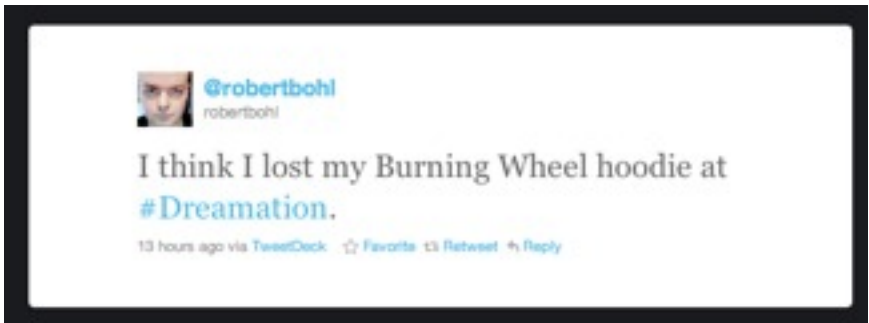 @robertbohl
robertbohl
I think I lost my Burning Wheel hoodie at
#Dreamation.
13 hours ago via TweetDeck ☆ Favorite Retweet Reply